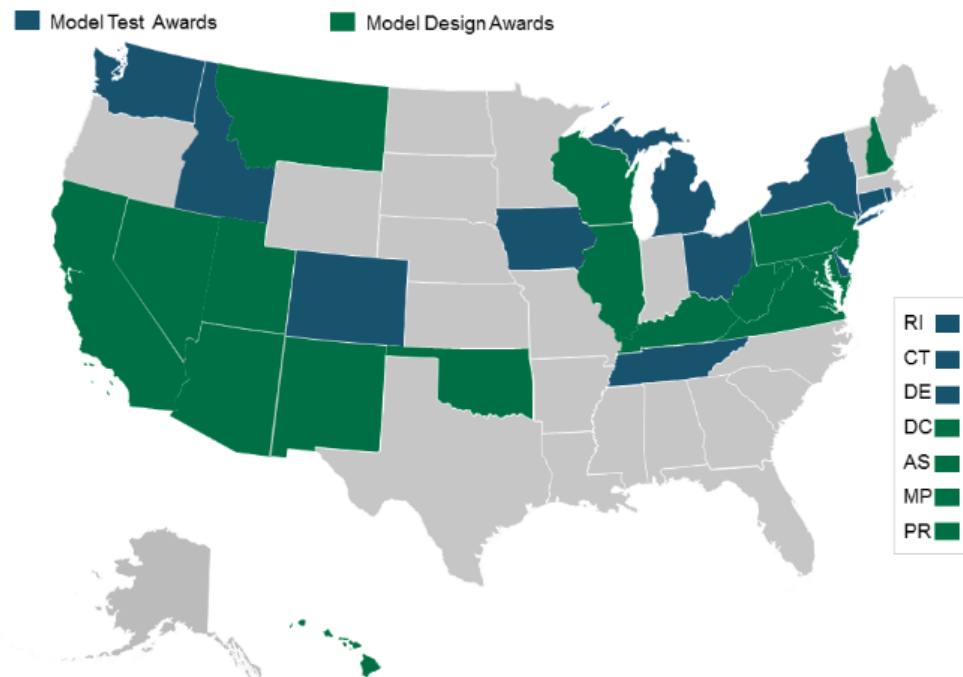 Model Test Awards
Model Design Awards
RI
CT
DE
DC
AS
MP
PR